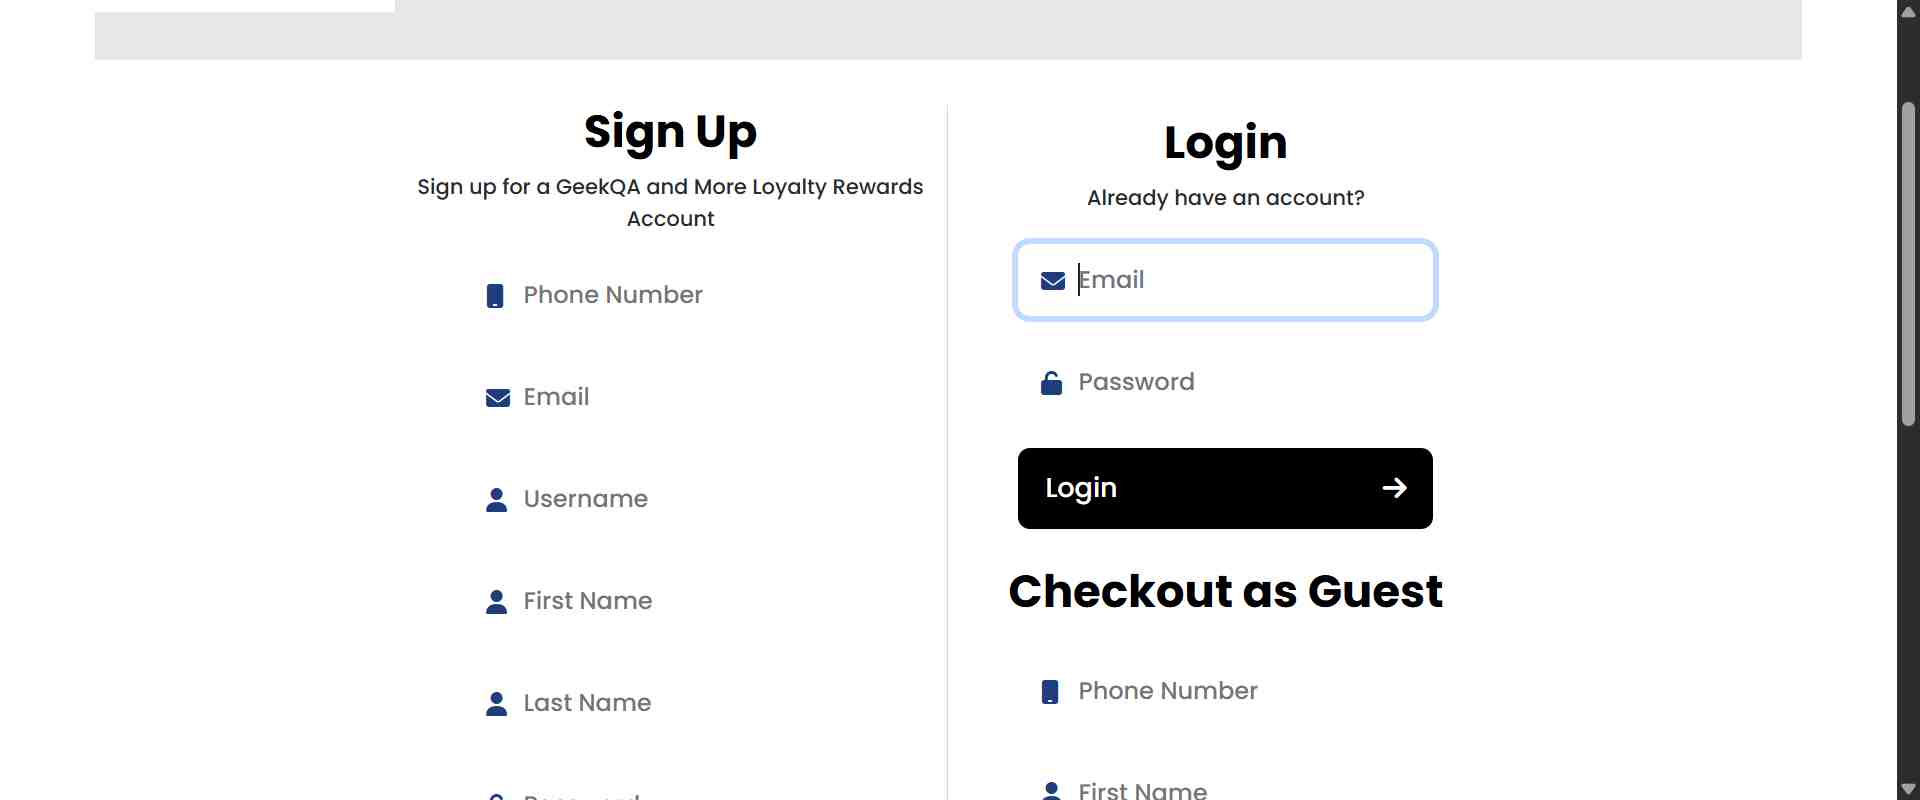 Sign Up
Sign up for a GeekQA and More Loyalty Rewards
Account
Phone Number
Email
Username
First Name
Last Name
Login
Already have an account?
Email
Password
Login
Checkout as Guest
Phone Number
First Name